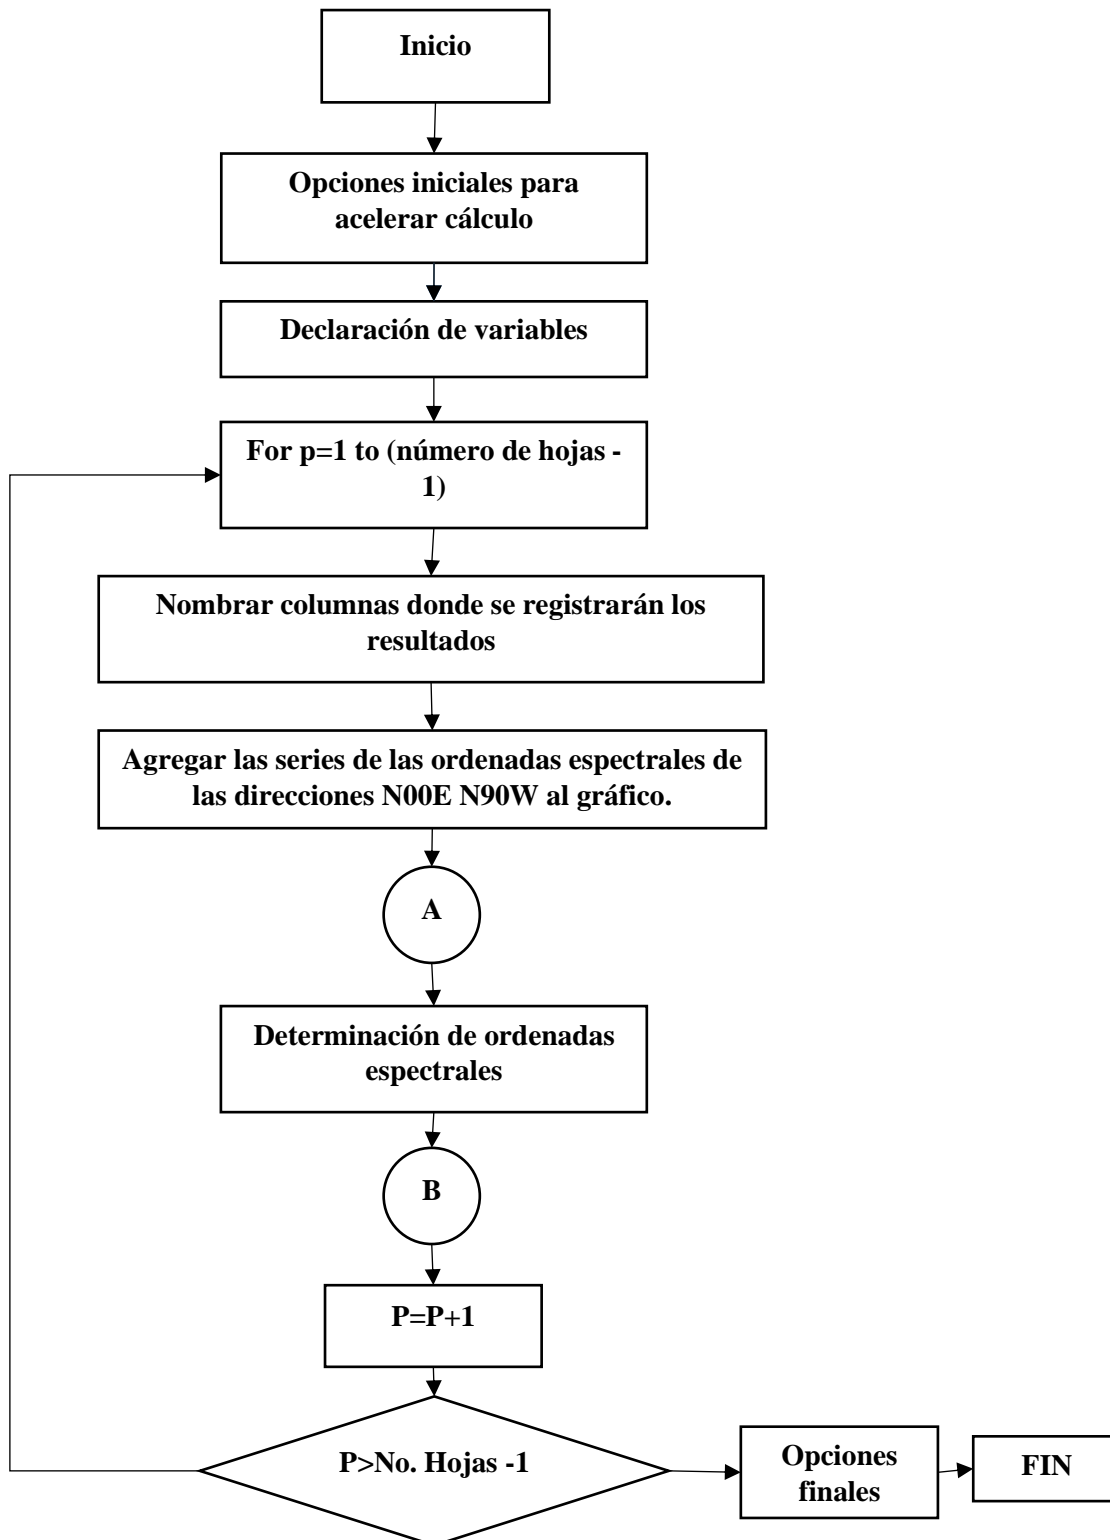 Inicio
Opciones iniciales para
acelerar cálculo
Declaración de variables
For p=1 to (número de hojas -
1)
Nombrar columnas donde se registrarán los
resultados
Agregar las series de las ordenadas espectrales de
las direcciones N00E N90W al gráfico.
A
Determinación de ordenadas
espectrales
B
P=P+1
P>No. Hojas -1
Opciones
finales
FIN